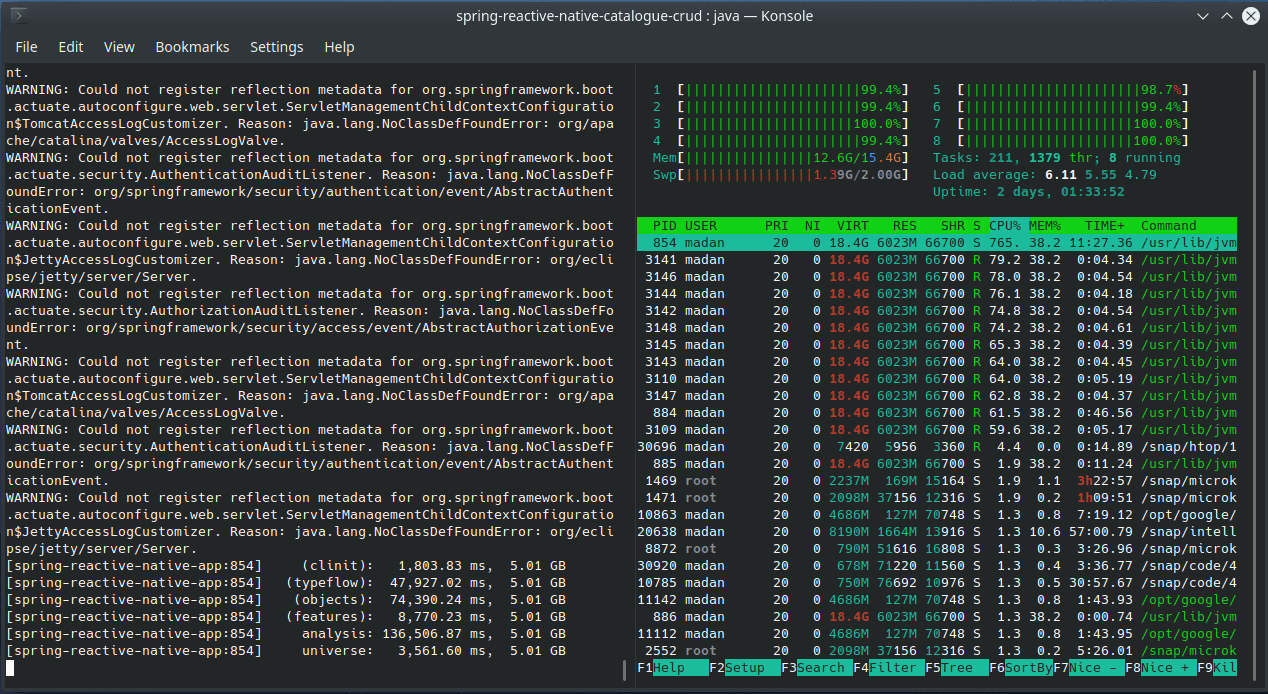 spring-reactive-native-catalogue-crud : java — Konsole
File Edit View Bookmarks Settings Help
nt.
WARNING: Could not register reflection metadata for org.springframework.boot
.actuate.autoconfigure.web.servlet.ServletManagementChildContextConfiguratio
n$TomcatAccessLogCustomizer. Reason: java.lang.NoClassDefFoundError: org/apa
che/catalina/valves/AccessLogValve.
WARNING: Could not register reflection metadata for org.springframework.boot
.actuate.security.AuthenticationAuditListener. Reason: java.lang.NoClassDefF
oundError: org/springframework/security/authentication/event/AbstractAuthent
icationEvent.
WARNING: Could not register reflection metadata for org.springframework.boot
.actuate.autoconfigure.web.servlet.ServletManagementChildContextConfiguratio
n$JettyAccessLogCustomizer. Reason: java.lang.NoClassDefFoundError: org/ecli
pse/jetty/server/Server.
WARNING: Could not register reflection metadata for org.springframework.boot
.actuate.security.AuthorizationAuditListener. Reason: java.lang.NoClassDefFo
undError: org/springframework/security/access/event/AbstractAuthorizationEve
nt.
WARNING: Could not register reflection metadata for org.springframework.boot
.actuate.autoconfigure.web.servlet.ServletManagementChildContextConfiguratio
n$TomcatAccessLogCustomizer. Reason: java.lang.NoClassDefFoundError: org/apa
che/catalina/valves/AccessLogValve.
WARNING: Could not register reflection metadata for org.springframework.boot
.actuate.security.AuthenticationAuditListener. Reason: java.lang.NoClassDefF
oundError: org/springframework/security/authentication/event/AbstractAuthent
icationEvent.
WARNING: Could not register reflection metadata for org.springframework.boot
.actuate.autoconfigure.web.servlet.ServletManagementChildContextConfiguratio
n$JettyAccessLogCustomizer. Reason: java.lang.NoClassDefFoundError: org/ecli
pse/jetty/server/Server.
[spring-reactive-native-app:854]     (clinit):   1,803.83 ms,  5.01 GB
[spring-reactive-native-app:854]   (typeflow):  47,927.02 ms,  5.01 GB
[spring-reactive-native-app:854]    (objects):  74,390.24 ms,  5.01 GB
[spring-reactive-native-app:854]   (features):   8,770.23 ms,  5.01 GB
[spring-reactive-native-app:854]     analysis: 136,506.87 ms,  5.01 GB
[spring-reactive-native-app:854]     universe:   3,561.60 ms,  5.01 GB
1 [||||||||||||||||||||||99.4%] 5 [||||||||||||||||||||||98.7%]
2 [||||||||||||||||||||||99.4%] 6 [||||||||||||||||||||||99.4%]
3 [|||||||||||||||||||||100.0%] 7 [|||||||||||||||||||||100.0%]
4 [||||||||||||||||||||||99.4%] 8 [|||||||||||||||||||||100.0%]
Mem[||||||||||||||||12.6G/15.4G] Tasks: 211, 1379 thr; 8 running
Swp[||||||||||||||||1.39G/2.00G] Load average: 6.11 5.55 4.79
Uptime: 2 days, 01:33:52
PID USER PRI NI VIRT RES SHR S CPU% MEM% TIME+ Command
854 madan 20 0 18.4G 6023M 66700 S 765. 38.2 11:27.36 /usr/lib/jvm
3141 madan 20 0 18.4G 6023M 66700 R 79.2 38.2 0:04.34 /usr/lib/jvm
3146 madan 20 0 18.4G 6023M 66700 R 78.0 38.2 0:04.54 /usr/lib/jvm
3144 madan 20 0 18.4G 6023M 66700 R 76.1 38.2 0:04.18 /usr/lib/jvm
3142 madan 20 0 18.4G 6023M 66700 R 74.8 38.2 0:04.54 /usr/lib/jvm
3148 madan 20 0 18.4G 6023M 66700 R 74.2 38.2 0:04.61 /usr/lib/jvm
3145 madan 20 0 18.4G 6023M 66700 R 65.3 38.2 0:04.39 /usr/lib/jvm
3143 madan 20 0 18.4G 6023M 66700 R 64.0 38.2 0:04.45 /usr/lib/jvm
3110 madan 20 0 18.4G 6023M 66700 R 64.0 38.2 0:05.19 /usr/lib/jvm
3147 madan 20 0 18.4G 6023M 66700 R 62.8 38.2 0:04.37 /usr/lib/jvm
884 madan 20 0 18.4G 6023M 66700 R 61.5 38.2 0:46.56 /usr/lib/jvm
3109 madan 20 0 18.4G 6023M 66700 R 59.6 38.2 0:05.17 /usr/lib/jvm
30696 madan 20 0 7420 5956 3360 R 4.4 0.0 0:14.89 /snap/htop/1
885 madan 20 0 18.4G 6023M 66700 S 1.9 38.2 0:11.24 /usr/lib/jvm
1469 root 20 0 2237M 169M 15164 S 1.9 1.1 3h22:57 /snap/microk
1471 root 20 0 2098M 37156 12316 S 1.9 0.2 1h09:51 /snap/microk
10863 madan 20 0 4686M 127M 70748 S 1.3 0.8 7:19.12 /opt/google/
20638 madan 20 0 8190M 1664M 13916 S 1.3 10.6 57:00.79 /snap/intell
8872 root 20 0 790M 51616 16808 S 1.3 0.3 3:26.96 /snap/microk
30920 madan 20 0 678M 71220 11560 S 1.3 0.4 3:36.77 /snap/code/4
10785 madan 20 0 750M 76692 10976 S 1.3 0.5 30:57.67 /snap/code/4
11142 madan 20 0 4686M 127M 70748 S 1.3 0.8 1:43.93 /opt/google/
886 madan 20 0 18.4G 6023M 66700 S 1.3 38.2 0:00.74 /usr/lib/jvm
11112 madan 20 0 4686M 127M 70748 S 1.3 0.8 1:43.95 /opt/google/
2552 root 20 0 2098M 37156 12316 S 1.3 0.2 5:26.01 /snap/microk
F1Help F2Setup F3Search F4Filter F5Tree F6SortByF7Nice -F8Nice +F9Kil